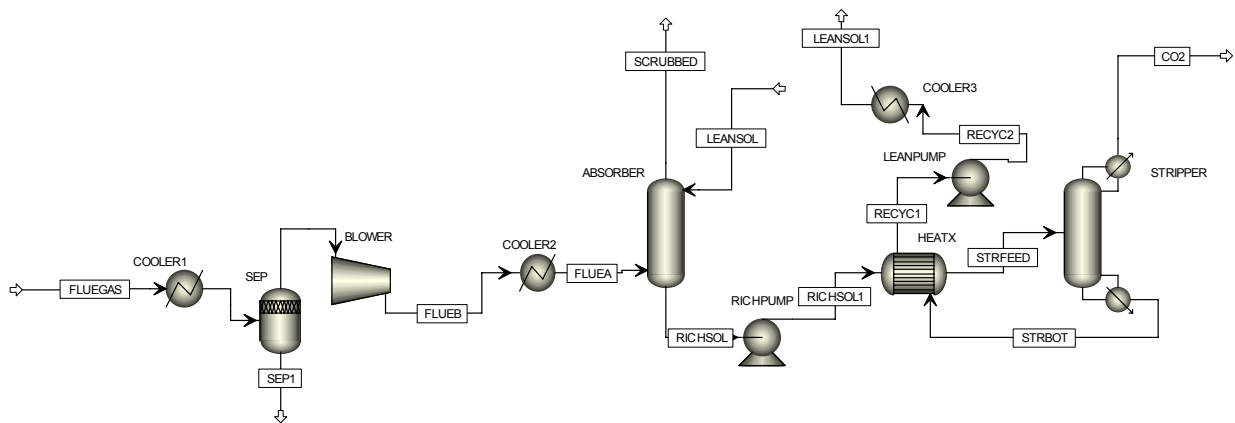 LEANSOL1
CO2
SCRUBBED
COOLER3
LEANSOL
RECYC2
LEANPUMP
ABSORBER
STRIPPER
RECYC1
BLOWER
HEATX
COOLER2
COOLER1
SEP
STRFEED
FLUEA
FLUEGAS
RICHSOL1
RICHPUMP
FLUEB
RICHSOL
STRBOT
SEP1